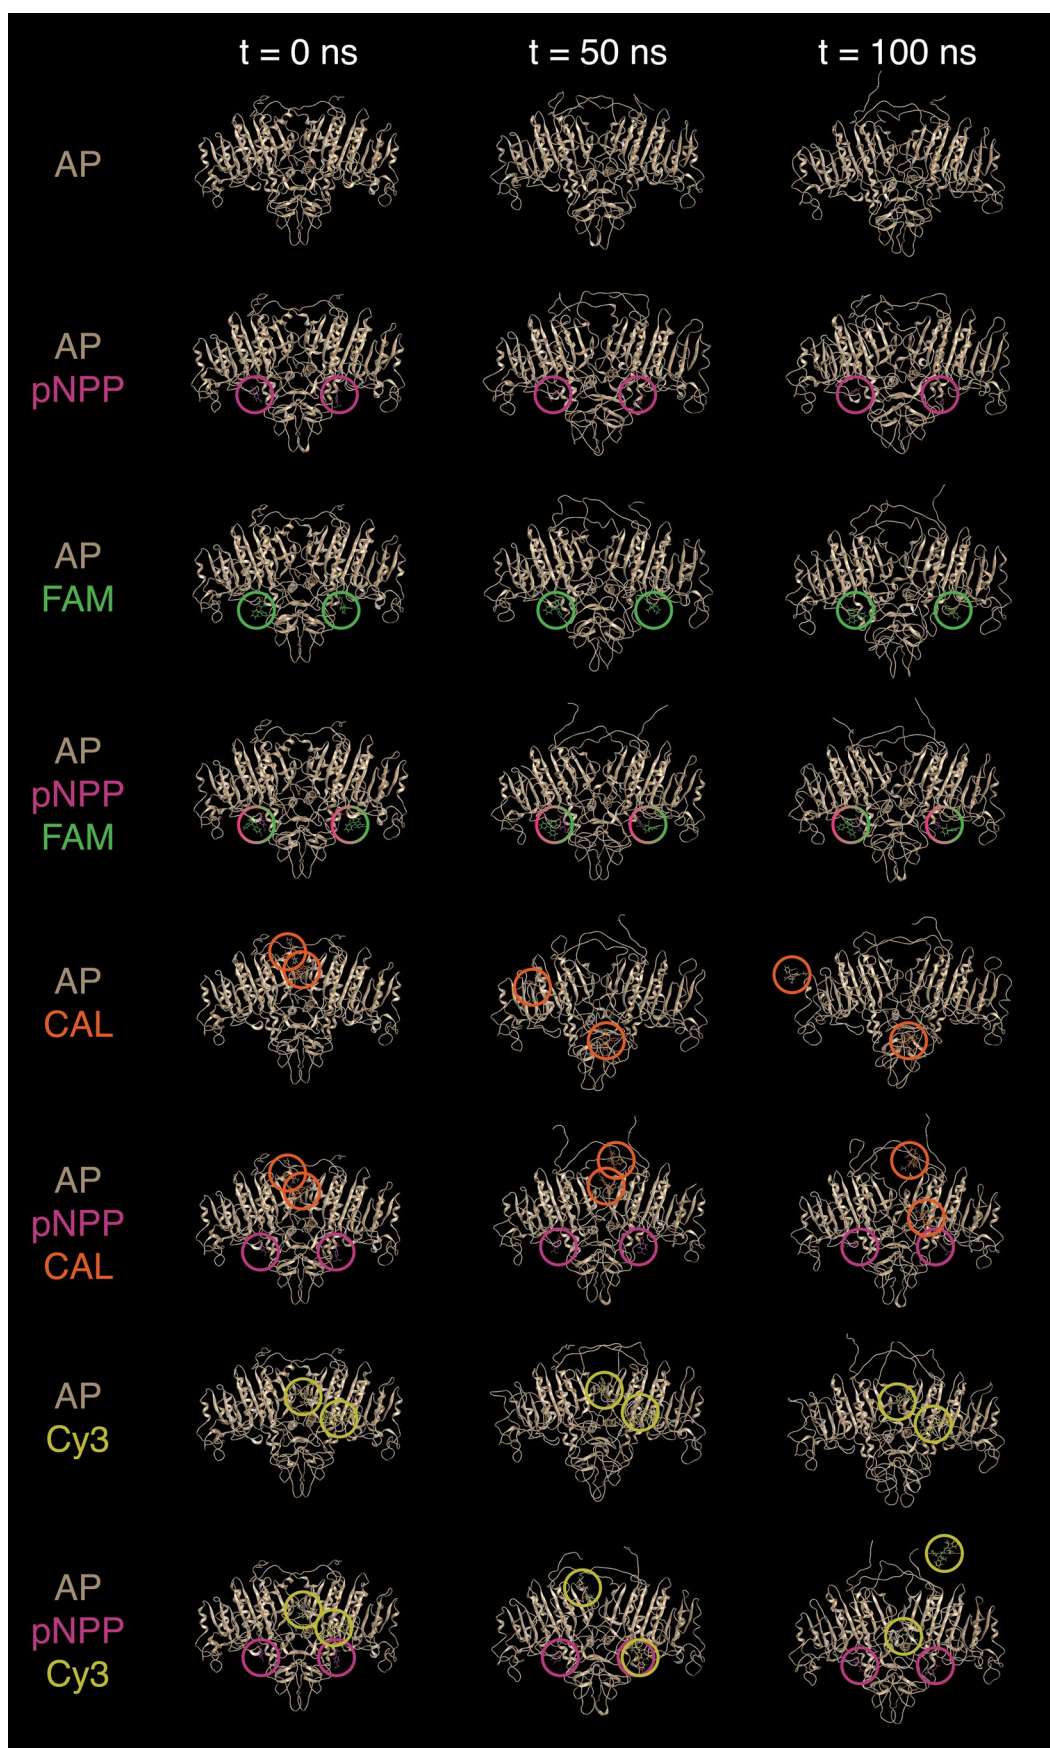 t = 0 ns t = 50 ns t = 100 ns
AP
AP
pNPP
AP
FAM
AP
pNPP
FAM
AP
CAL
AP
pNPP
CAL
AP
Cy3
AP
pNPP
Cy3